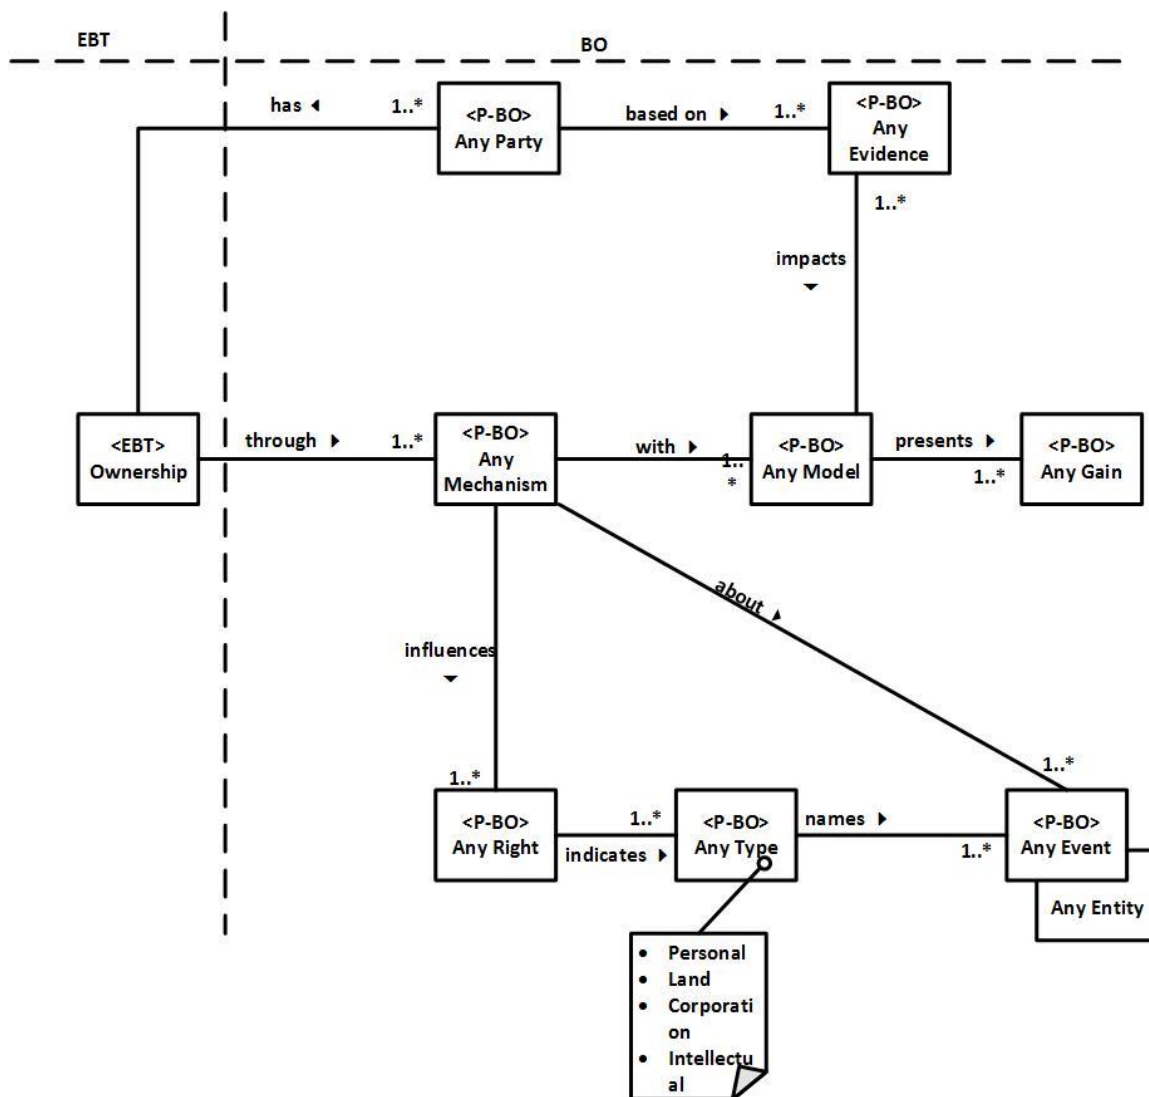 EBT
BO
has
1..*
<P-BO>
Any Party
based on
1..*
<P-BO>
Any
Evidence
1..*
impacts
<EBT>
Ownership
through
1..*
<P-BO>
Any
Mechanism
with
1..
*
<P-BO>
Any Model
presents
1..*
<P-BO>
Any Gain
about
influences
1..*
1..*
<P-BO>
Any Right
indicates
1..*
<P-BO>
Any Type
names
1..*
<P-BO>
Any Event
Any Entity
• Personal
• Land
• Corporati
on
• Intellectu
al